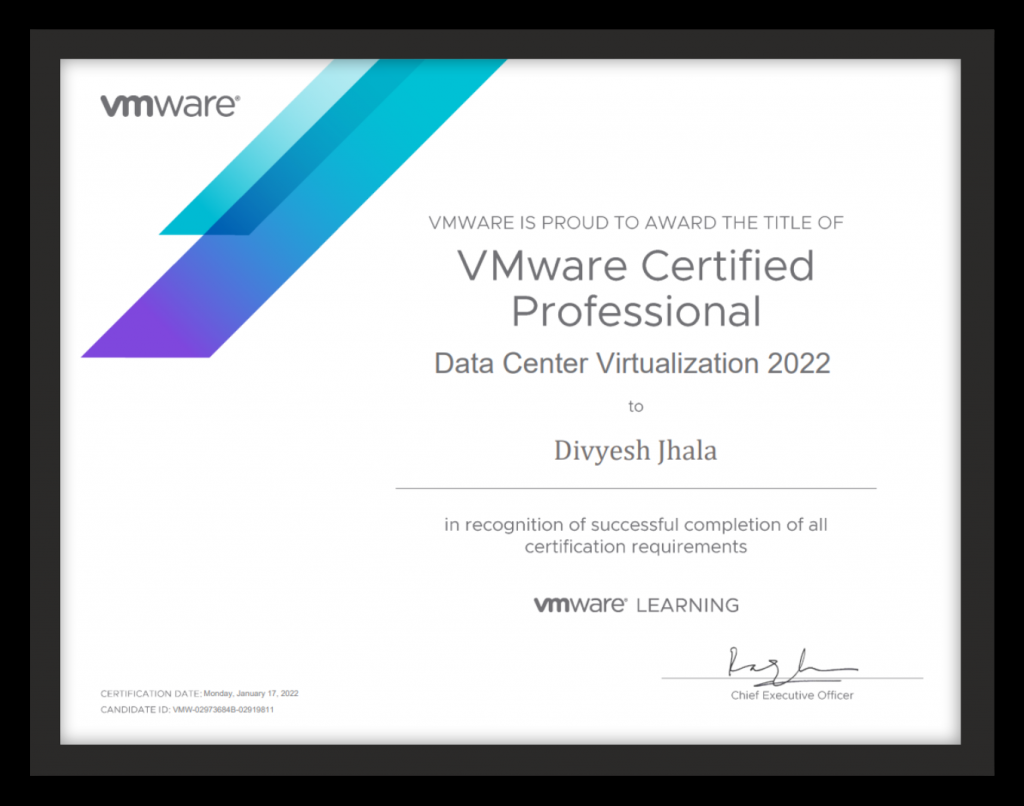 vmware®
VMWARE IS PROUD TO AWARD THE TITLE OF
VMware Certified
Professional
Data Center Virtualization 2022
to
Divyesh Jhala
in recognition of successful completion of all
certification requirements
vmware® LEARNING
Chief Executive Officer
CERTIFICATION DATE: Monday, January 17, 2022
CANDIDATE ID: VMW-02973684B-02919811